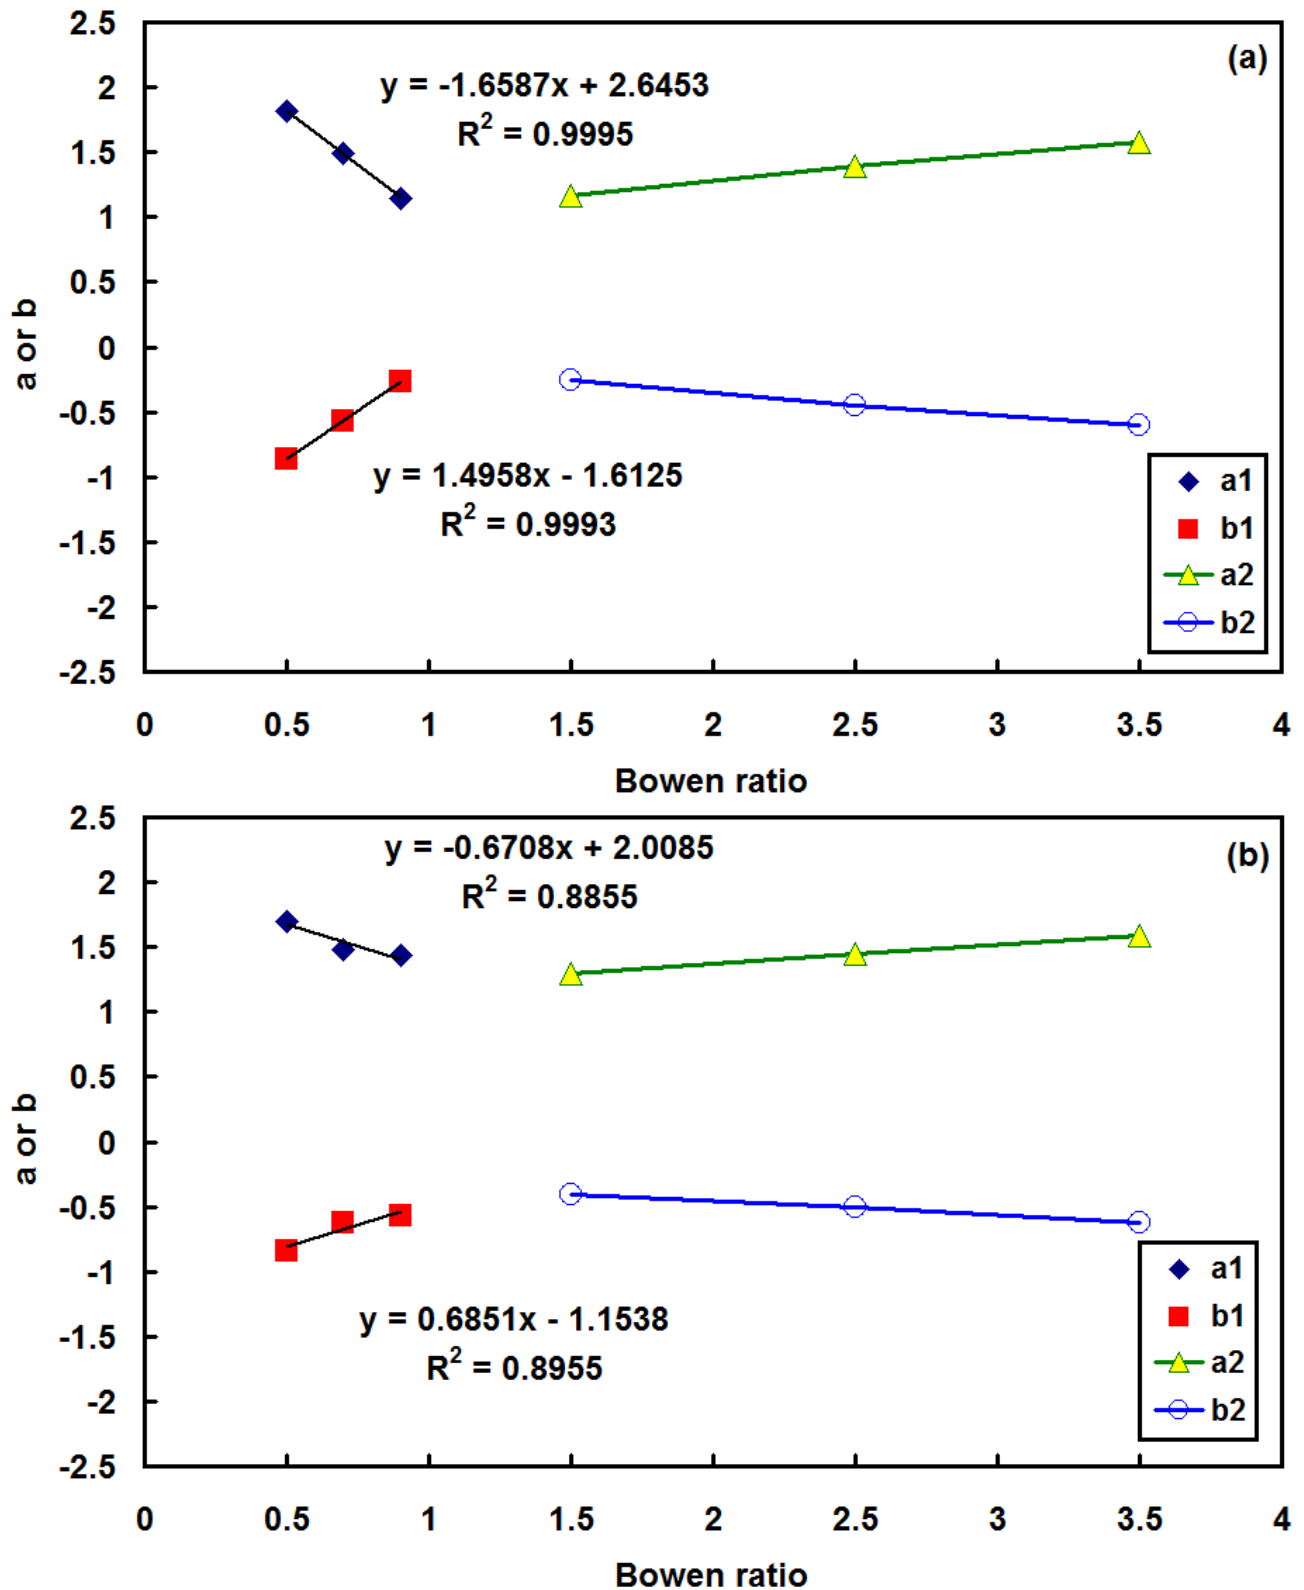 2.5
(a)
y = -1.6587x + 2.6453
2
R² = 0.9995
1.5
1
0.5
0
a or b
-0.5
y = 1.4958x - 1.6125
-1
R² = 0.9993
-1.5
-2
-2.5
a1
b1
a2
b2
0 0.5 1 1.5 2 2.5 3 3.5 4
Bowen ratio
2.5
y = -0.6708x + 2.0085
(b)
2
R² = 0.8855
1.5
1
0.5
0
a or b
-0.5
-1
y = 0.6851x - 1.1538
-1.5
R² = 0.8955
-2
-2.5
a1
b1
a2
b2
0 0.5 1 1.5 2 2.5 3 3.5 4
Bowen ratio